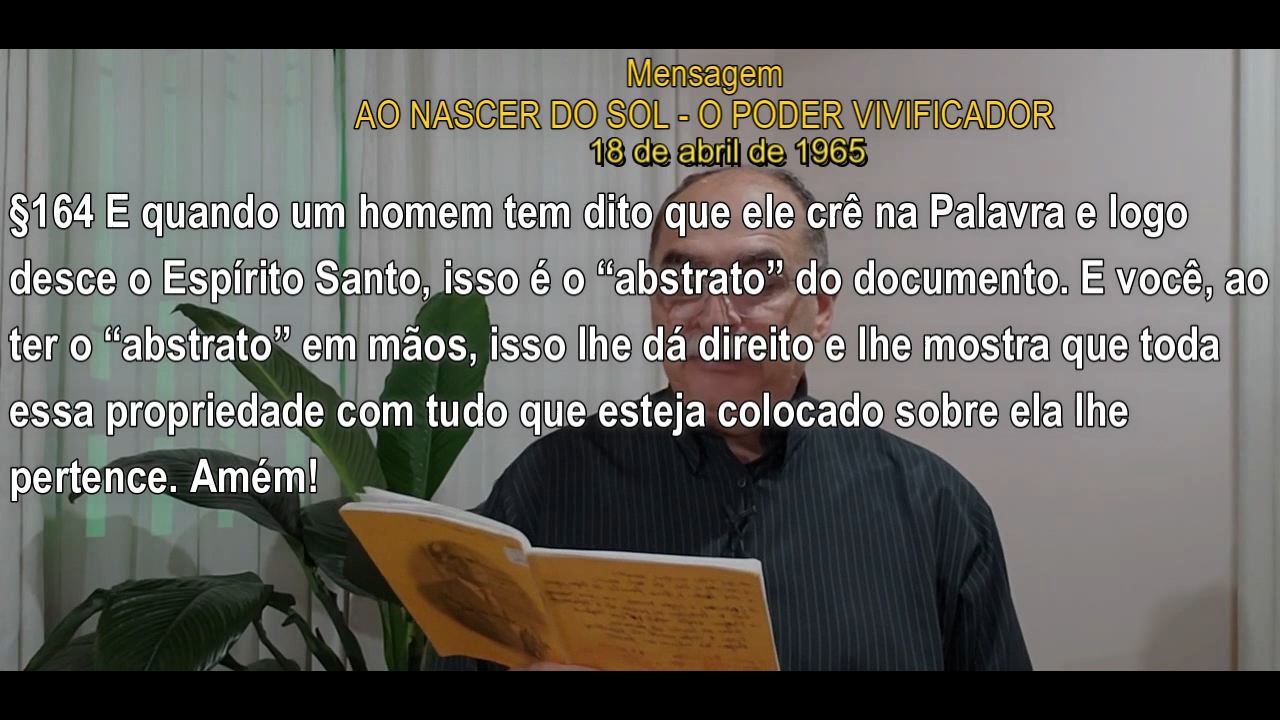 Mensagem
AO NASCER DO SOL - O PODER VIVIFICADOR
18 de abril de 1965
§164 E quando um homem tem dito que ele crê na Palavra e logo
desce o Espírito Santo, isso é o “abstrato” do documento. E você, ao
ter o “abstrato” em mãos, isso lhe dá direito e lhe mostra que toda
essa propriedade com tudo que esteja colocado sobre ela lhe
pertence. Amém!